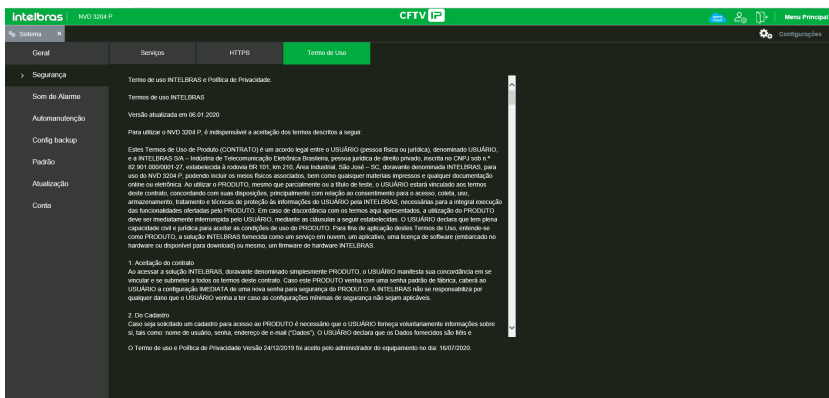 intelbras NVD 3204 P CFTV IP Menu Principal
Sistema × Configurações
Geral Serviços HTTPS Termo de Uso
> Segurança
Som de Alarme
Automanutenção
Config backup
Padrão
Atualização
Conta
Termo de uso INTELBRAS e Política de Privacidade.
Termos de uso INTELBRAS
Versão atualizada em 06.01.2020
Para utilizar o NVD 3204 P, é indispensável a aceitação dos termos descritos a seguir.
Estes Termos de Uso de Produto (CONTRATO) é um acordo legal entre o USUÁRIO (pessoa física ou jurídica), denominado USUÁRIO,
e a INTELBRAS S/A – Indústria de Telecomunicação Eletrônica Brasileira, pessoa jurídica de direito privado, inscrita no CNPJ sob n.º
82.901.000/0001-27, estabelecida à rodovia BR 101, km 210, Área Industrial, São José – SC, doravante denominada INTELBRAS, para
uso do NVD 3204 P, podendo incluir os meios físicos associados, bem como quaisquer materiais impressos e qualquer documentação
online ou eletrônica. Ao utilizar o PRODUTO, mesmo que parcialmente ou a título de teste, o USUÁRIO estará vinculado aos termos
deste contrato, concordando com suas disposições, principalmente com relação ao consentimento para o acesso, coleta, uso,
armazenamento, tratamento e técnicas de proteção às informações do USUÁRIO pela INTELBRAS, necessárias para a integral execução
das funcionalidades ofertadas pelo PRODUTO. Em caso de discordância com os termos aqui apresentados, a utilização do PRODUTO
deve ser imediatamente interrompida pelo USUÁRIO, mediante as cláusulas a seguir estabelecidas. O USUÁRIO declara que tem plena
capacidade civil e jurídica para aceitar as condições de uso do PRODUTO. Para fins de aplicação destes Termos de Uso, entende-se
como PRODUTO, a solução INTELBRAS fornecida como um serviço em nuvem, um aplicativo, uma licença de software (embarcado no
hardware ou disponível para download) ou mesmo, um firmware de hardware INTELBRAS.
1. Aceitação do contrato
Ao acessar a solução INTELBRAS, doravante denominado simplesmente PRODUTO, o USUÁRIO manifesta sua concordância em se
vincular e se submeter a todos os termos deste contrato. Caso este PRODUTO venha com uma senha padrão de fábrica, caberá ao
USUÁRIO a configuração IMEDIATA de uma nova senha para segurança do PRODUTO. A INTELBRAS não se responsabiliza por
qualquer dano que o USUÁRIO venha a ter caso as configurações mínimas de segurança não sejam aplicáveis.
2. Do Cadastro
Caso seja solicitado um cadastro para acesso ao PRODUTO é necessário que o USUÁRIO forneça voluntariamente informações sobre
si, tais como: nome de usuário, senha, endereço de e-mail ("Dados"). O USUÁRIO declara que os Dados fornecidos são fiéis e
O Termo de uso e Política de Privacidade Versão 24/12/2019 foi aceito pelo administrador do equipamento no dia: 16/07/2020.